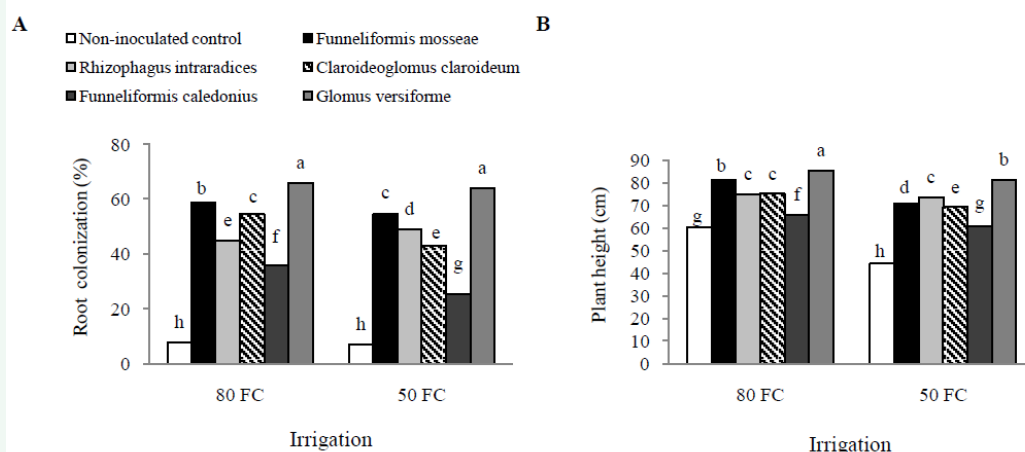 A
Non-inoculated control
Funneliformis mosseae
Rhizophagus intraradices
Claroideoglomus claroideum
Funneliformis caledonius
Glomus versiforme
Root colonization (%)
80
60
40
20
0
h
b
e
c
f
a
h
c
d
e
g
a
80 FC
50 FC
Irrigation
B
Plant height (cm)
90
80
70
60
50
40
30
20
10
0
g
b
c
c
f
a
h
d
c
e
g
b
80 FC
50 FC
Irrigation